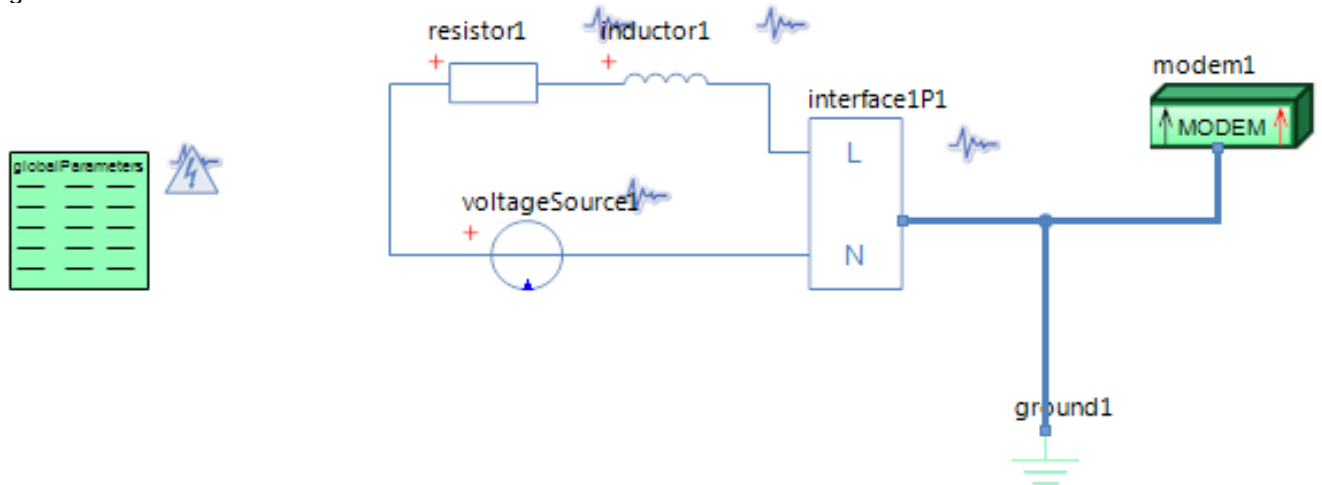 resistor1
inductor1
modem1
interface1P1
MODEM
L
globalParameters
voltageSource1
N
ground1